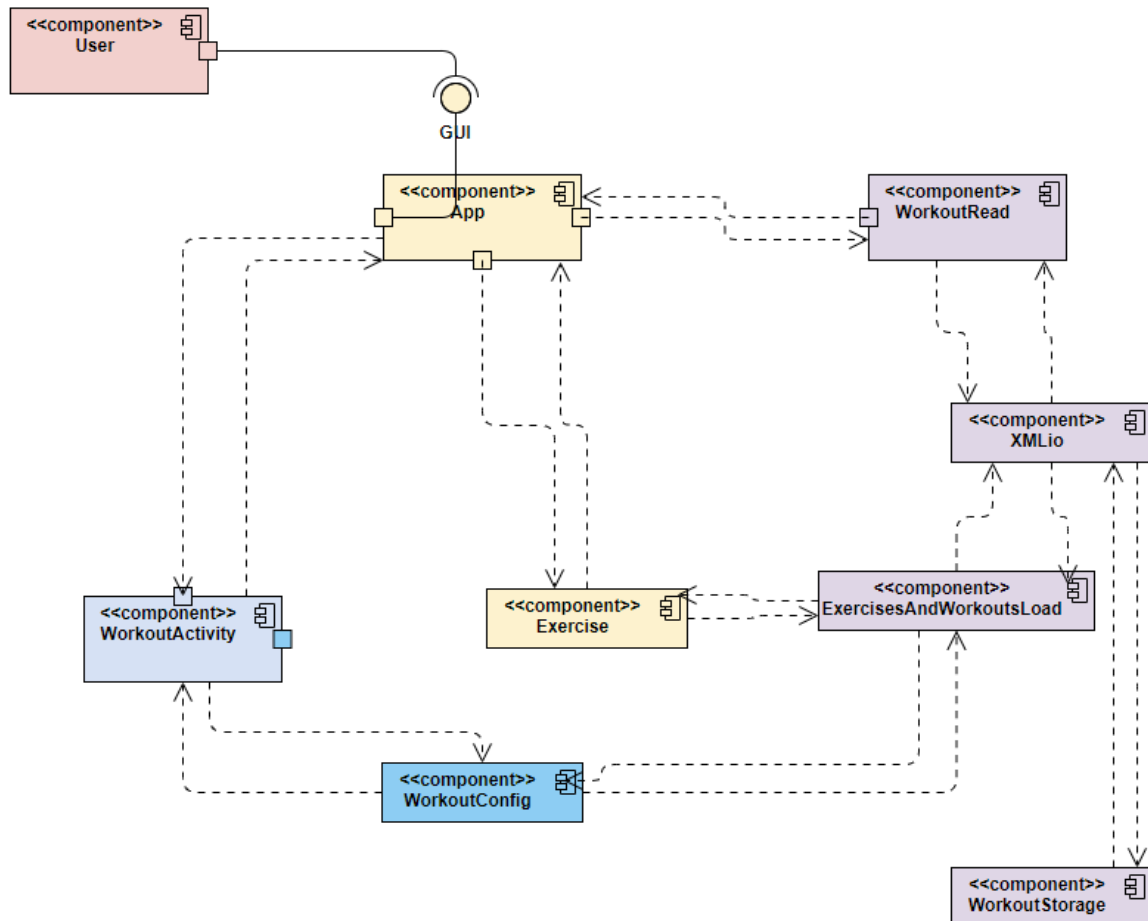 <<component>>
User
GUI
<<component>>
App
<<component>>
WorkoutRead
<<component>>
XMLio
<<component>>
ExercisesAndWorkoutsLoad
<<component>>
Exercise
<<component>>
WorkoutActivity
<<component>>
WorkoutConfig
<<component>>
WorkoutStorage